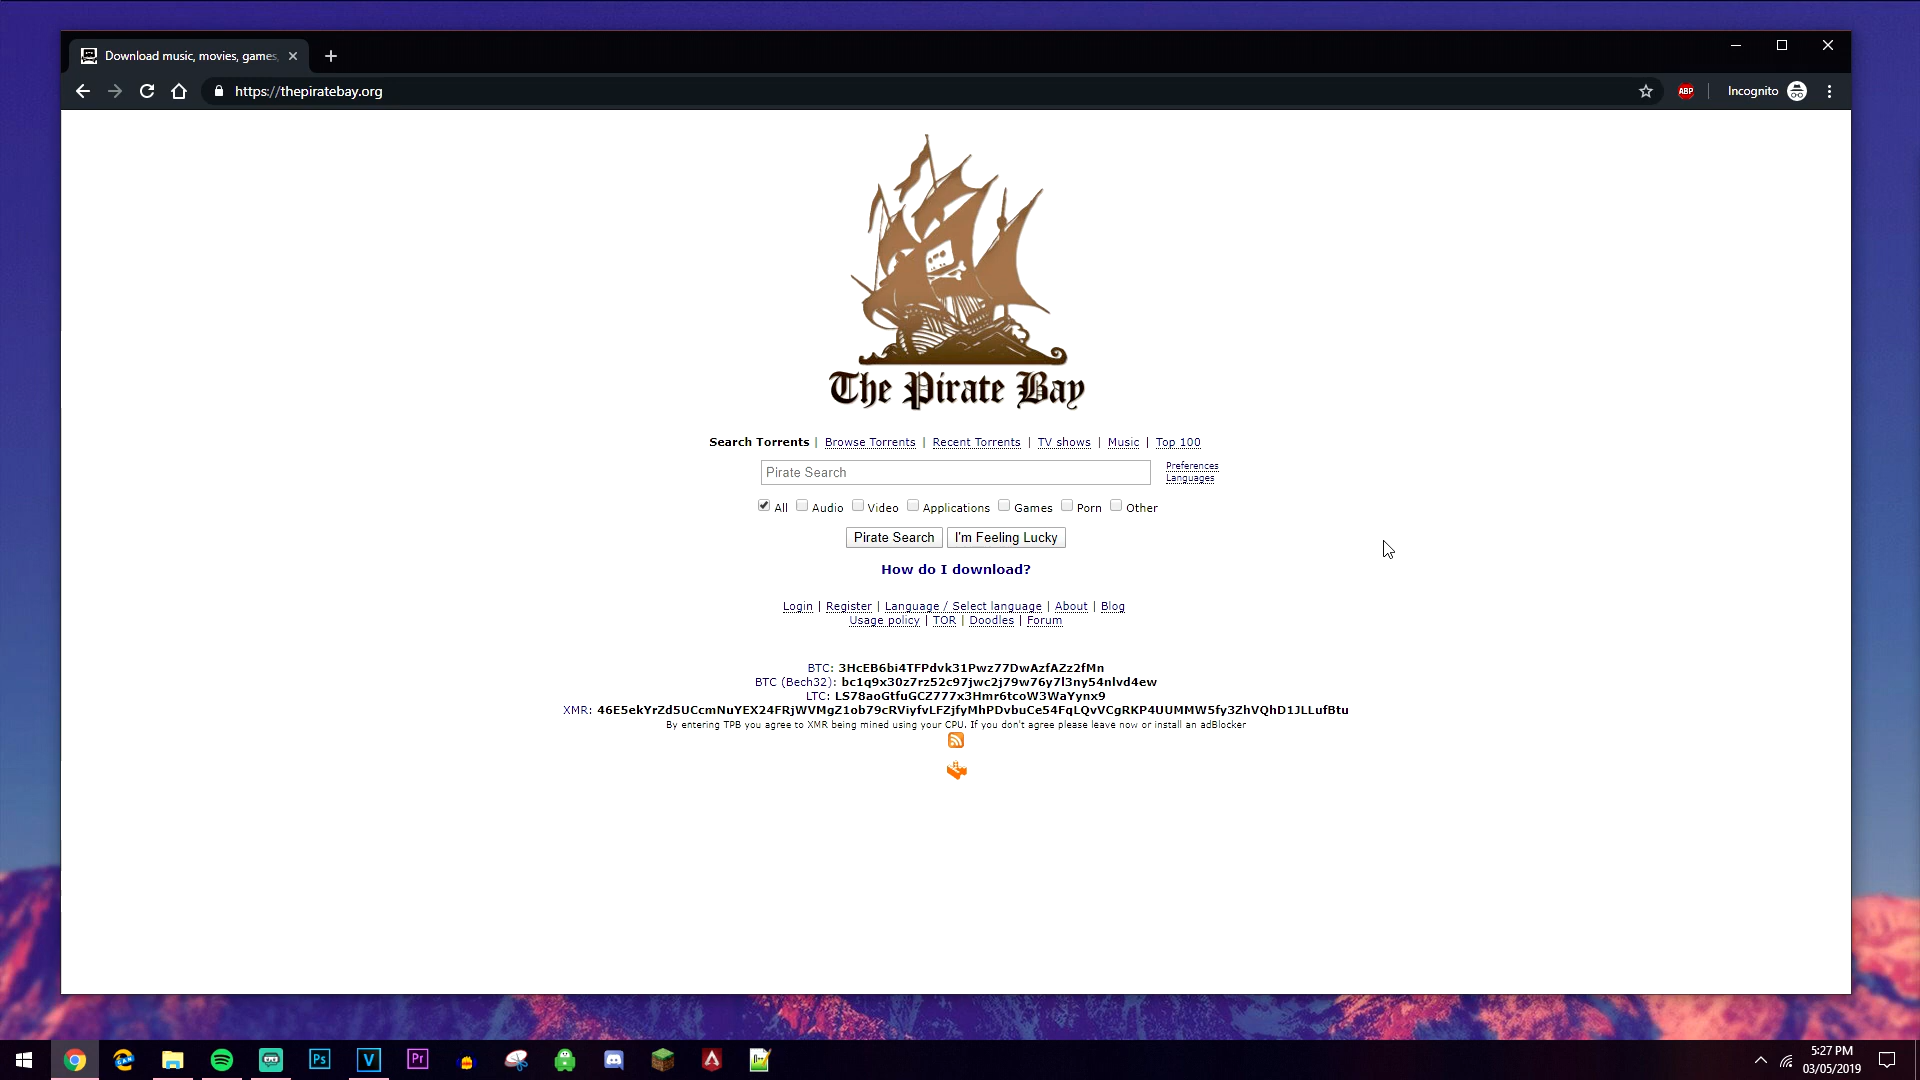 Download music, movies, games,
https://thepiratebay.org
ABP
Incognito
The Pirate Bay
Search Torrents | Browse Torrents | Recent Torrents | TV shows | Music | Top 100
Pirate Search
Preferences
Languages
All Audio Video Applications Games Porn Other
Pirate Search I'm Feeling Lucky
How do I download?
Login | Register | Language / Select language | About | Blog
Usage policy | TOR | Doodles | Forum
BTC: 3HcEB6bi4TFPdvk31Pwz77DwAzfAZz2fMn
BTC (Bech32): bc1q9x30z7rz52c97jwc2j79w76y7l3ny54nlvd4ew
LTC: LS78aoGtfuGCZ777x3Hmr6tcoW3WaYynx9
XMR: 46E5ekYrZd5UCcmNuYEX24FRjWVMgZ1ob79cRViyfvLFZjfyMhPDvbuCe54FqLQvVCgRKP4UUMMW5fy3ZhVQhD1JLLufBtu
By entering TPB you agree to XMR being mined using your CPU. If you don't agree please leave now or install an adBlocker
Ps
V
Pr
5:27 PM
03/05/2019